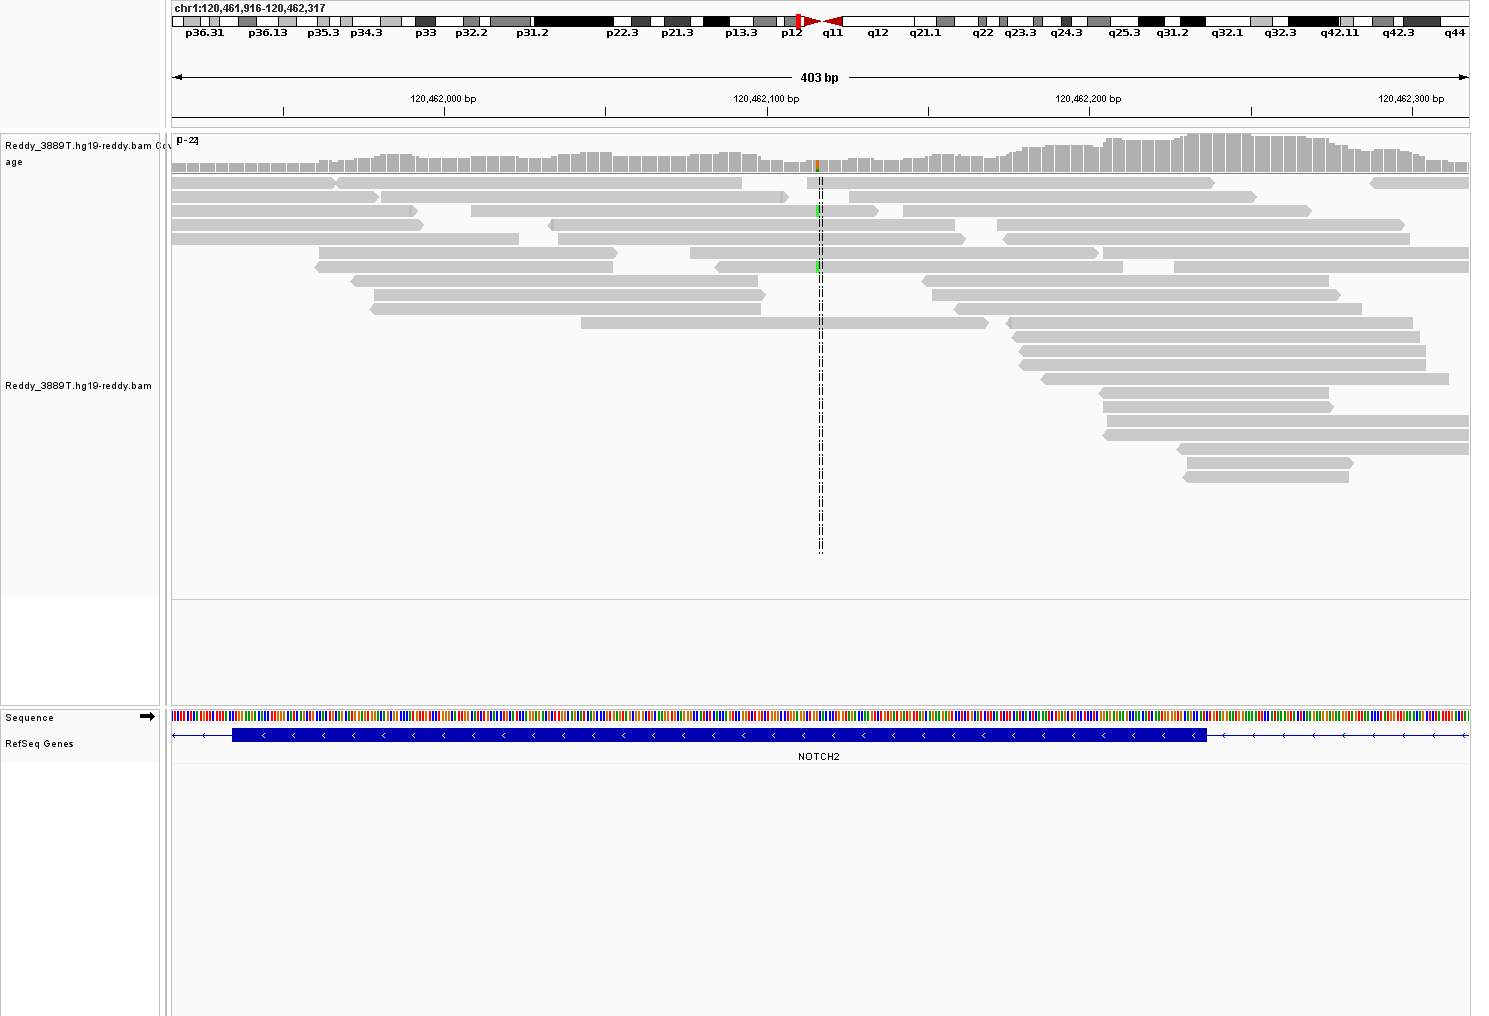 chr1:120,461,916-120,462,317
p36.31 p36.13 p35.3 p34.3 p33 p32.2 p31.2 p22.3 p21.3 p13.3 p12 q11 q12 q21.1 q22 q23.3 q24.3 q25.3 q31.2 q32.1 q32.3 q42.11 q42.3 q44
403 bp
120,462,000 bp 120,462,100 bp 120,462,200 bp 120,462,300 bp
[0-22]
Reddy_3889T.hg19-reddy.bam Cov
age
Reddy_3889T.hg19-reddy.bam
Sequence
RefSeq Genes
NOTCH2